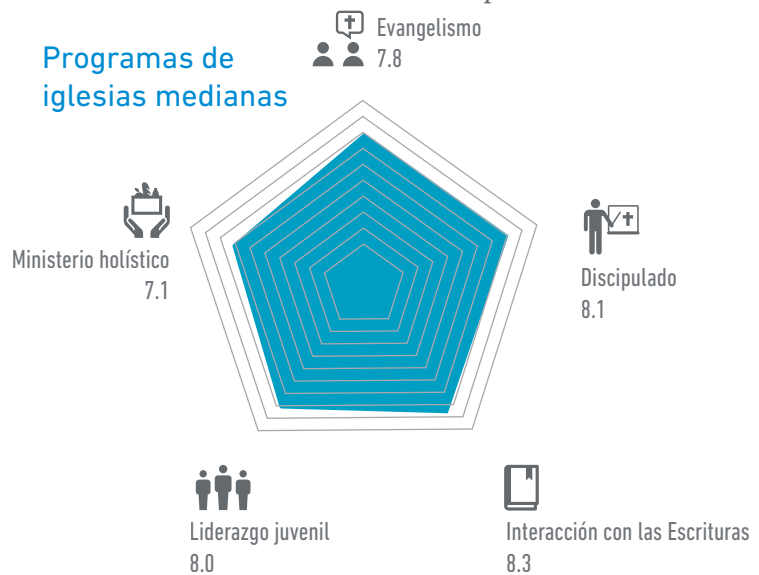 Evangelismo
7.8
Programas de
iglesias medianas
Ministerio holístico
7.1
Discipulado
8.1
Liderazgo juvenil
8.0
Interacción con las Escrituras
8.3